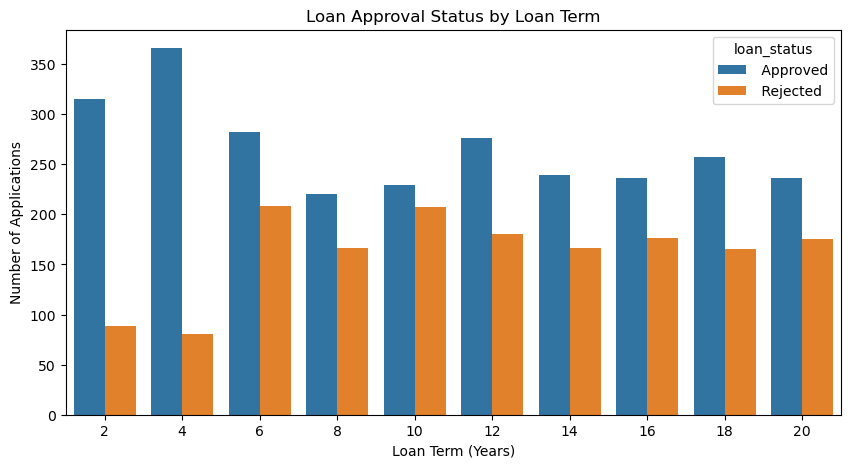 Loan Approval Status by Loan Term
loan_status
Approved
Rejected
Number of Applications
350
300
250
200
150
100
50
0
2 4 6 8 10 12 14 16 18 20
Loan Term (Years)